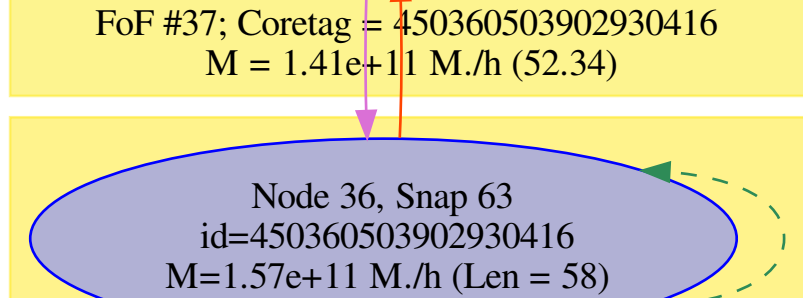 FoF #37; Coretag = 450360503902930416
M = 1.41e+11 M./h (52.34)
Node 36, Snap 63
id=450360503902930416
M=1.57e+11 M./h (Len = 58)